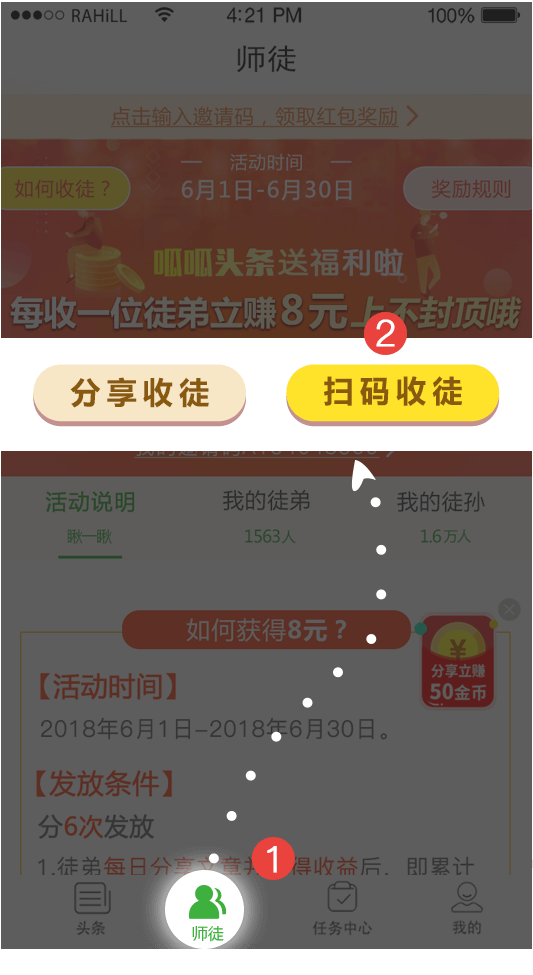 RAHiLL 4:21 PM 100%
师徒
点击输入邀请码，领取红包奖励
活动时间
如何收徒？ 6月1日-6月30日 奖励规则
呱呱头条送福利啦
每收一位徒弟立赚8元上不封顶哦
2
分享收徒 扫码收徒
活动说明 我的徒弟 我的徒孙
瞅一瞅 1563人 1.6万人
如何获得8元？
分享立赚
50金币
【活动时间】
2018年6月1日-2018年6月30日。
【发放条件】
分6次发放
1
1.徒弟每日分享文章并获得收益后，即累计
头条 师徒 任务中心 我的